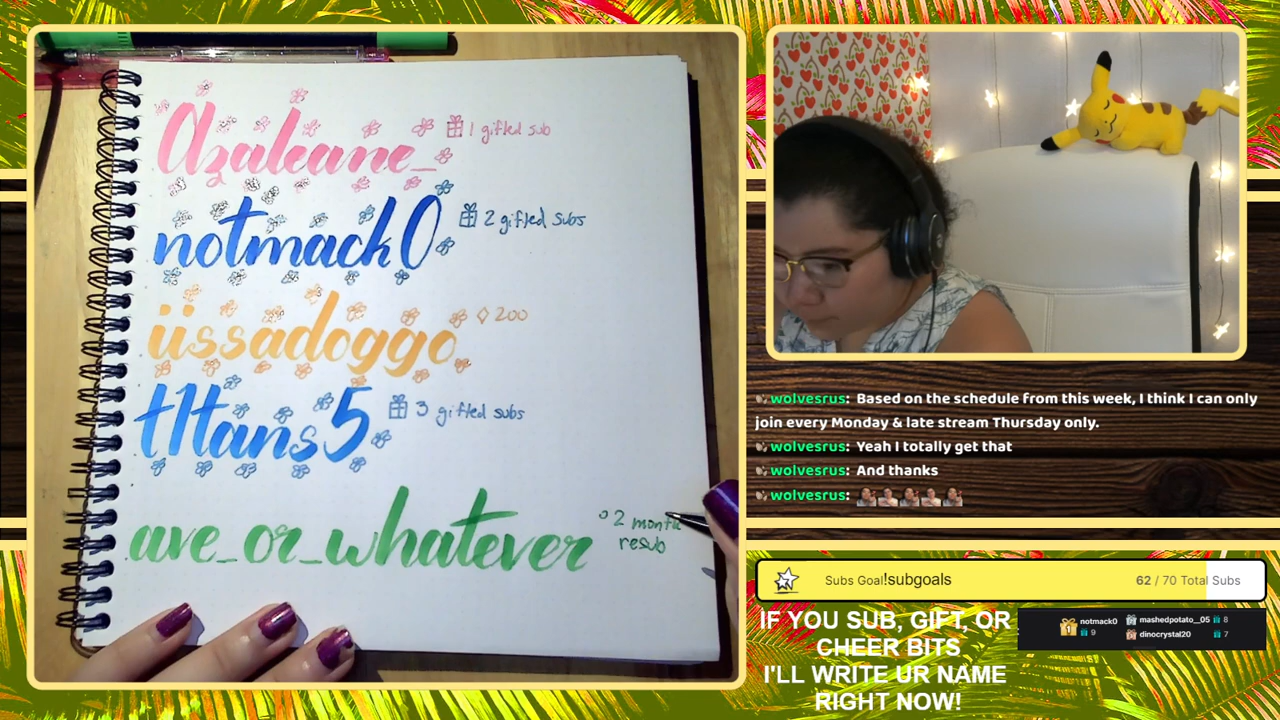 Azaleane_ 1 gifted sub
notmack0 2 gifted subs
iissadoggo 200
t1tans5 3 gifted subs
ave_or_whatever 2 month
resub
wolvesrus: Based on the schedule from this week, I think I can only
join every Monday & late stream Thursday only.
wolvesrus: Yeah I totally get that
wolvesrus: And thanks
wolvesrus:
Subs Goal!subgoals 62 / 70 Total Subs
IF YOU SUB, GIFT, OR
CHEER BITS
I'LL WRITE UR NAME
RIGHT NOW!
1 notmack0 9
mashedpotato__05 8
dinocrystal20 7